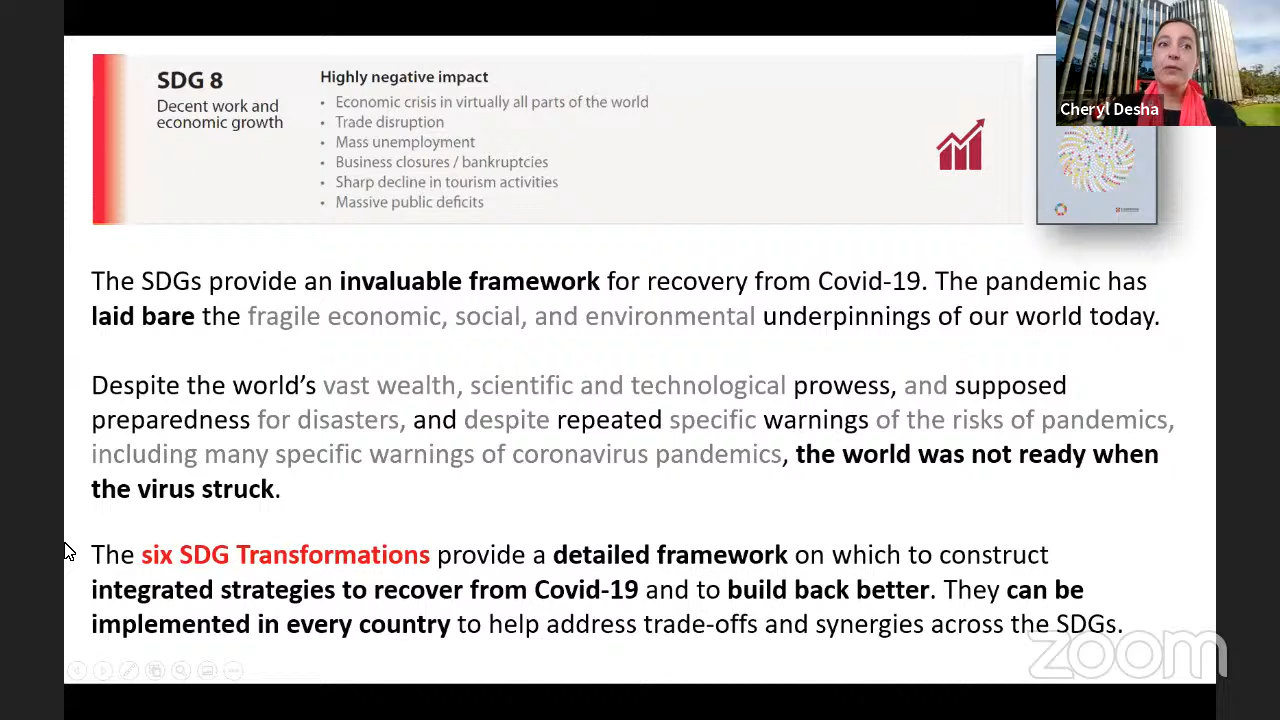 SDG 8
Decent work and
economic growth
Highly negative impact
• Economic crisis in virtually all parts of the world
• Trade disruption
• Mass unemployment
• Business closures / bankruptcies
• Sharp decline in tourism activities
• Massive public deficits
Cheryl Desha
The SDGs provide an invaluable framework for recovery from Covid-19. The pandemic has
laid bare the fragile economic, social, and environmental underpinnings of our world today.
Despite the world’s vast wealth, scientific and technological prowess, and supposed
preparedness for disasters, and despite repeated specific warnings of the risks of pandemics,
including many specific warnings of coronavirus pandemics, the world was not ready when
the virus struck.
The six SDG Transformations provide a detailed framework on which to construct
integrated strategies to recover from Covid-19 and to build back better. They can be
implemented in every country to help address trade-offs and synergies across the SDGs.
zoom